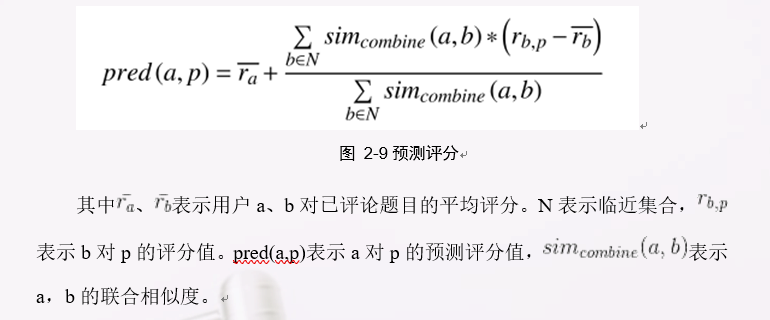 pred(a,p) = \overline{r_a} + \frac{\sum_{b \in N} sim_{combine}(a,b) * (r_{b,p} - \overline{r_b})}{\sum_{b \in N} sim_{combine}(a,b)}
图 2-9 预测评分
其中\bar{r_a}、\bar{r_b}表示用户 a、b 对已评论题目的平均评分。N 表示临近集合，r_{b,p}
表示 b 对 p 的评分值。pred(a,p)表示 a 对 p 的预测评分值，sim_{combine}(a, b)表示
a，b 的联合相似度。